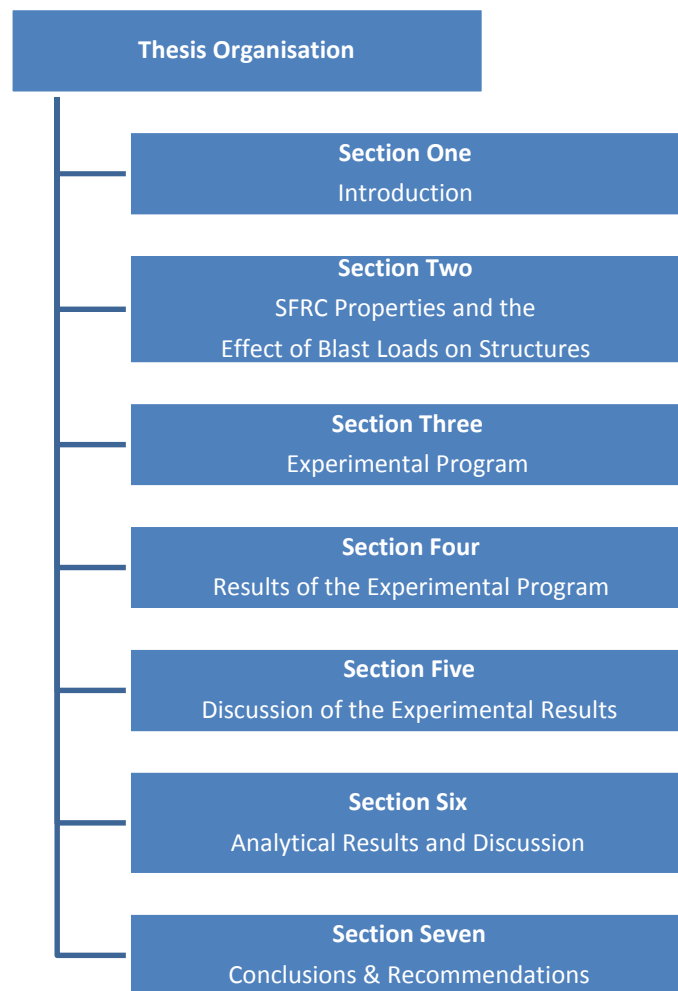 Thesis Organisation
Section One
Introduction
Section Two
SFRC Properties and the
Effect of Blast Loads on Structures
Section Three
Experimental Program
Section Four
Results of the Experimental Program
Section Five
Discussion of the Experimental Results
Section Six
Analytical Results and Discussion
Section Seven
Conclusions & Recommendations